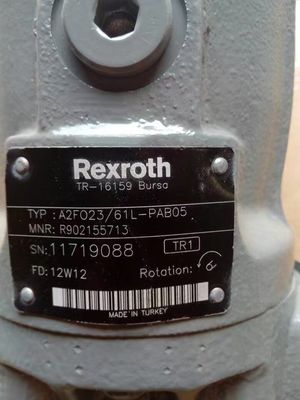 Rexroth
TR-16159 Bursa
TYP : A2FO23/61L-PAB05
MNR: R902155713
SN: 11719088 TR1
FD: 12W12 Rotation:
MADE IN TURKEY